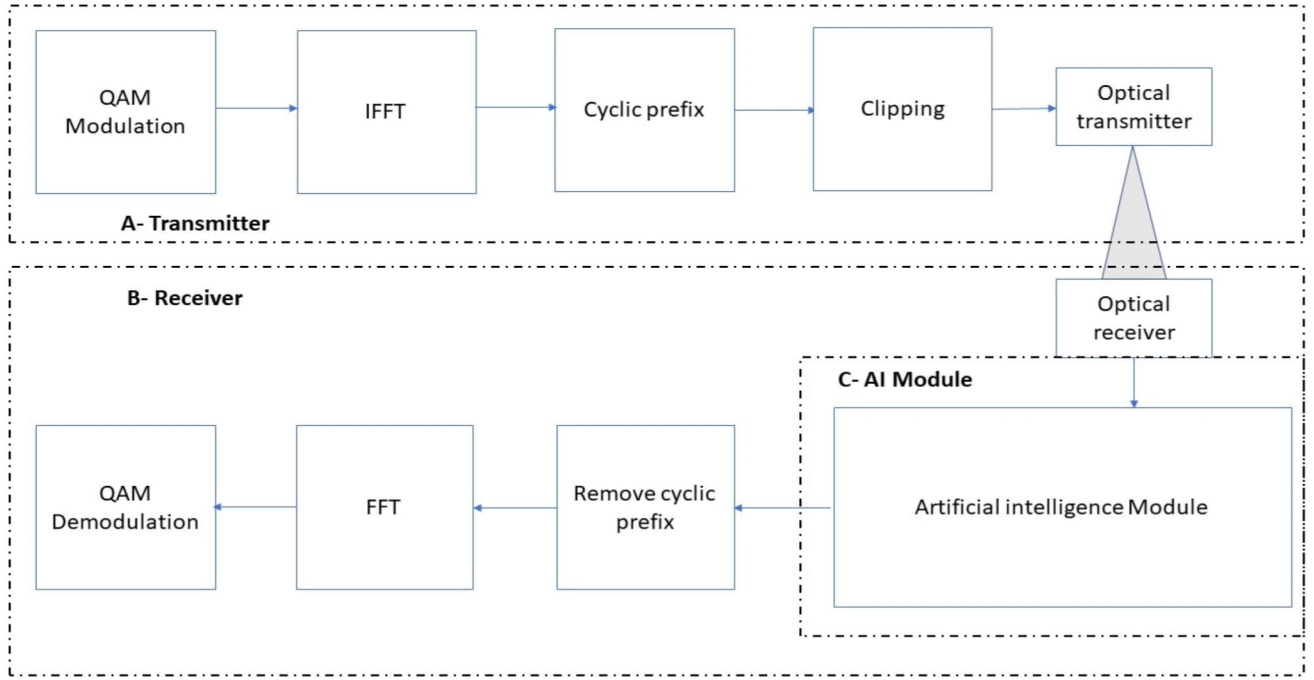 QAM
Modulation
IFFT
Cyclic prefix
Clipping
Optical
transmitter
A- Transmitter
B- Receiver
Optical
receiver
C- AI Module
QAM
Demodulation
FFT
Remove cyclic
prefix
Artificial intelligence Module